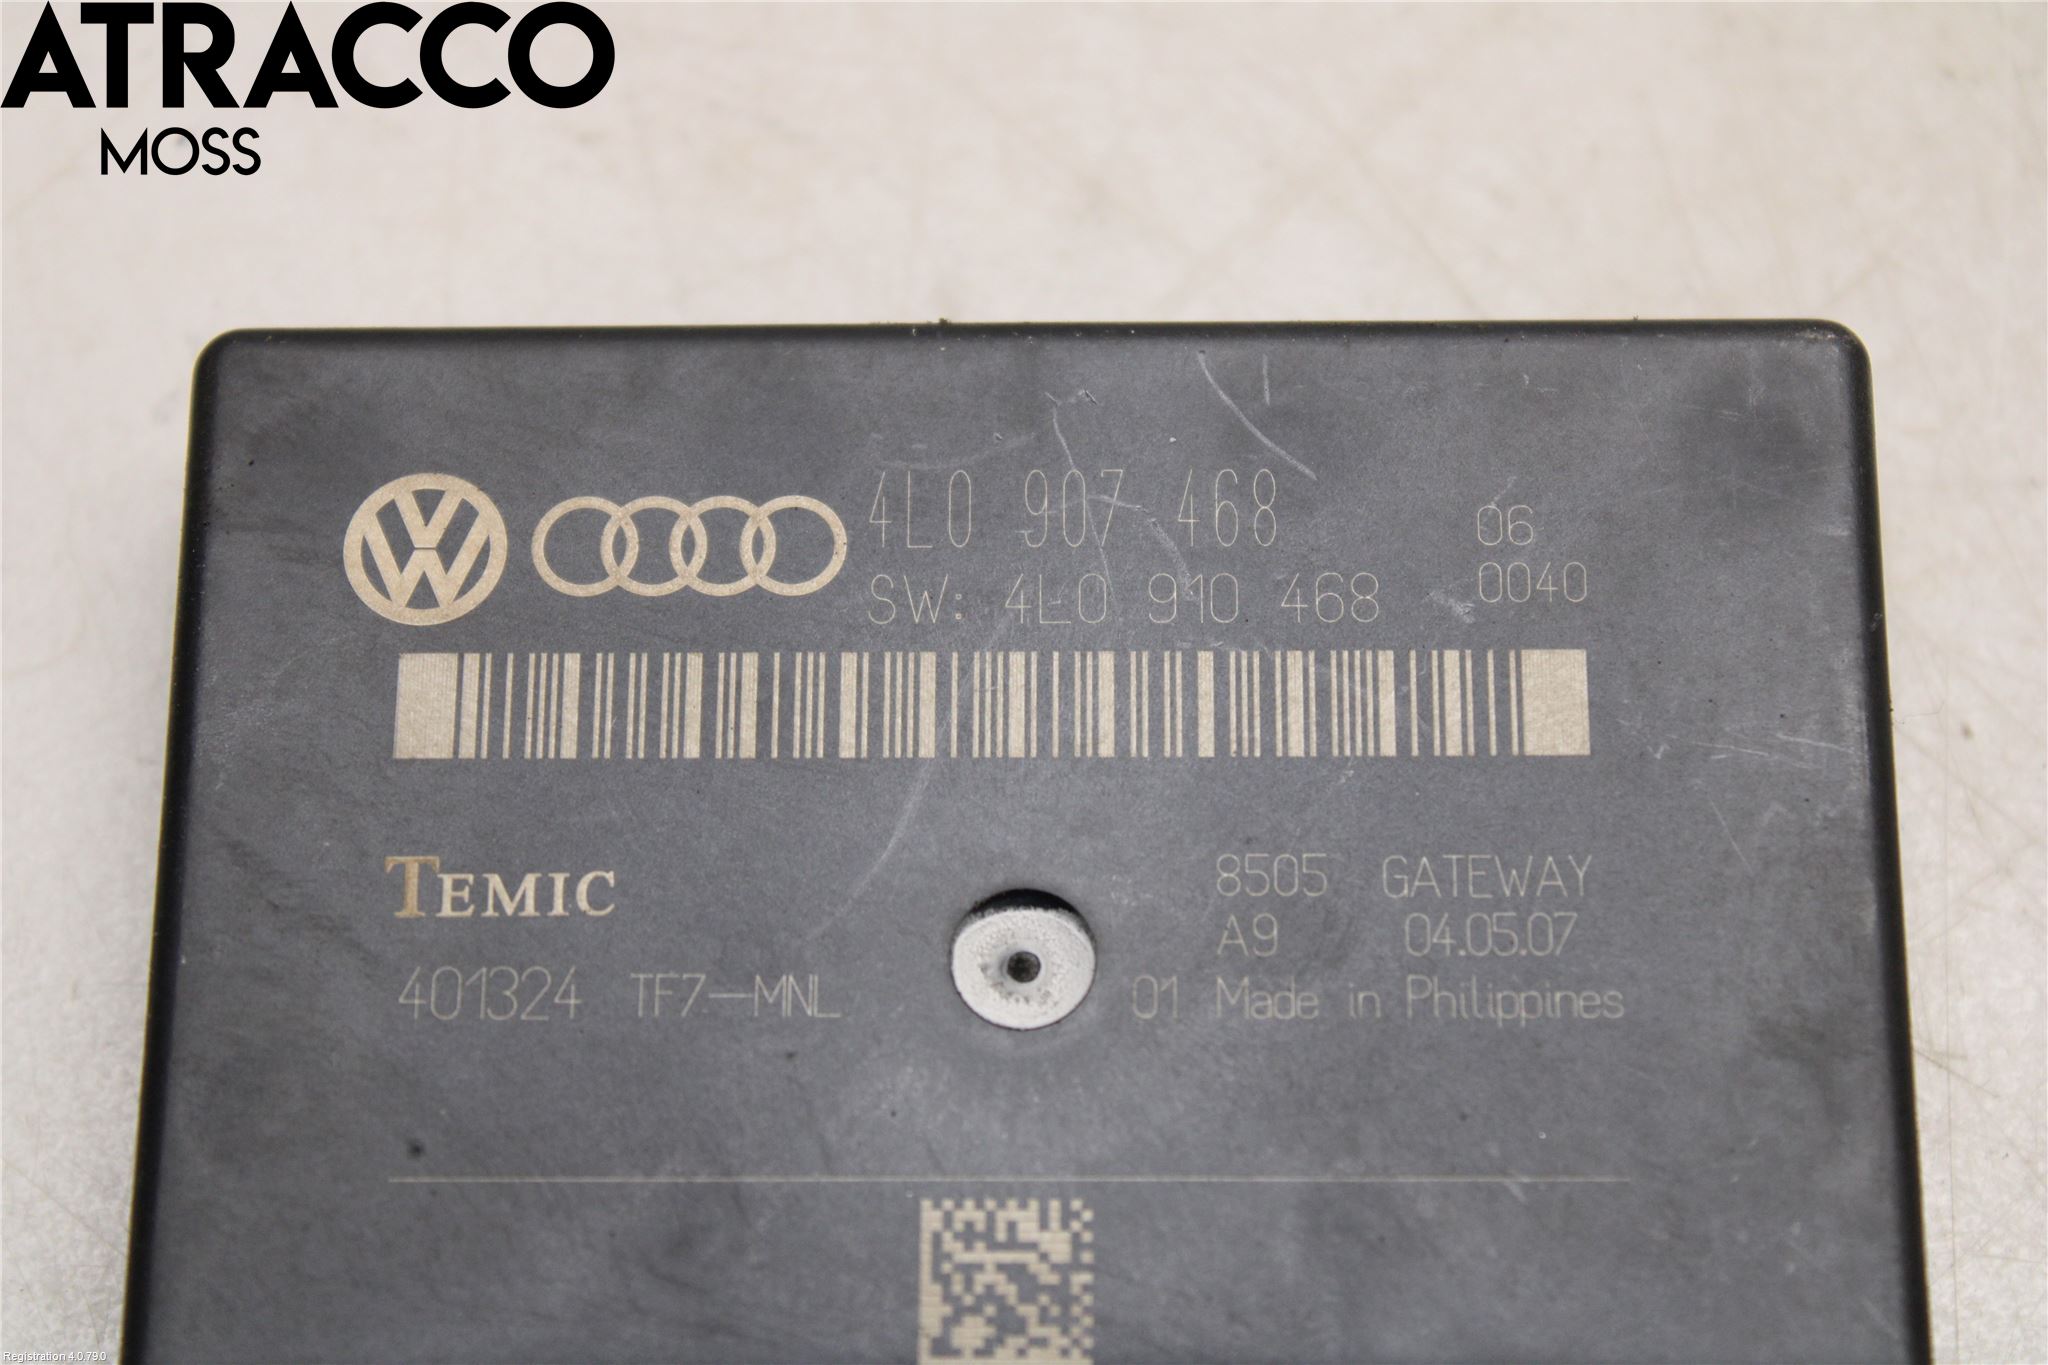 ATRACCO
MOSS
4L0 907 468 06
SW: 4L0 910 468 0040
TEMIC
8505 GATEWAY
A9 04.05.07
401324 TF7-MNL 01 Made in Philippines
Registration 4.0.79.0